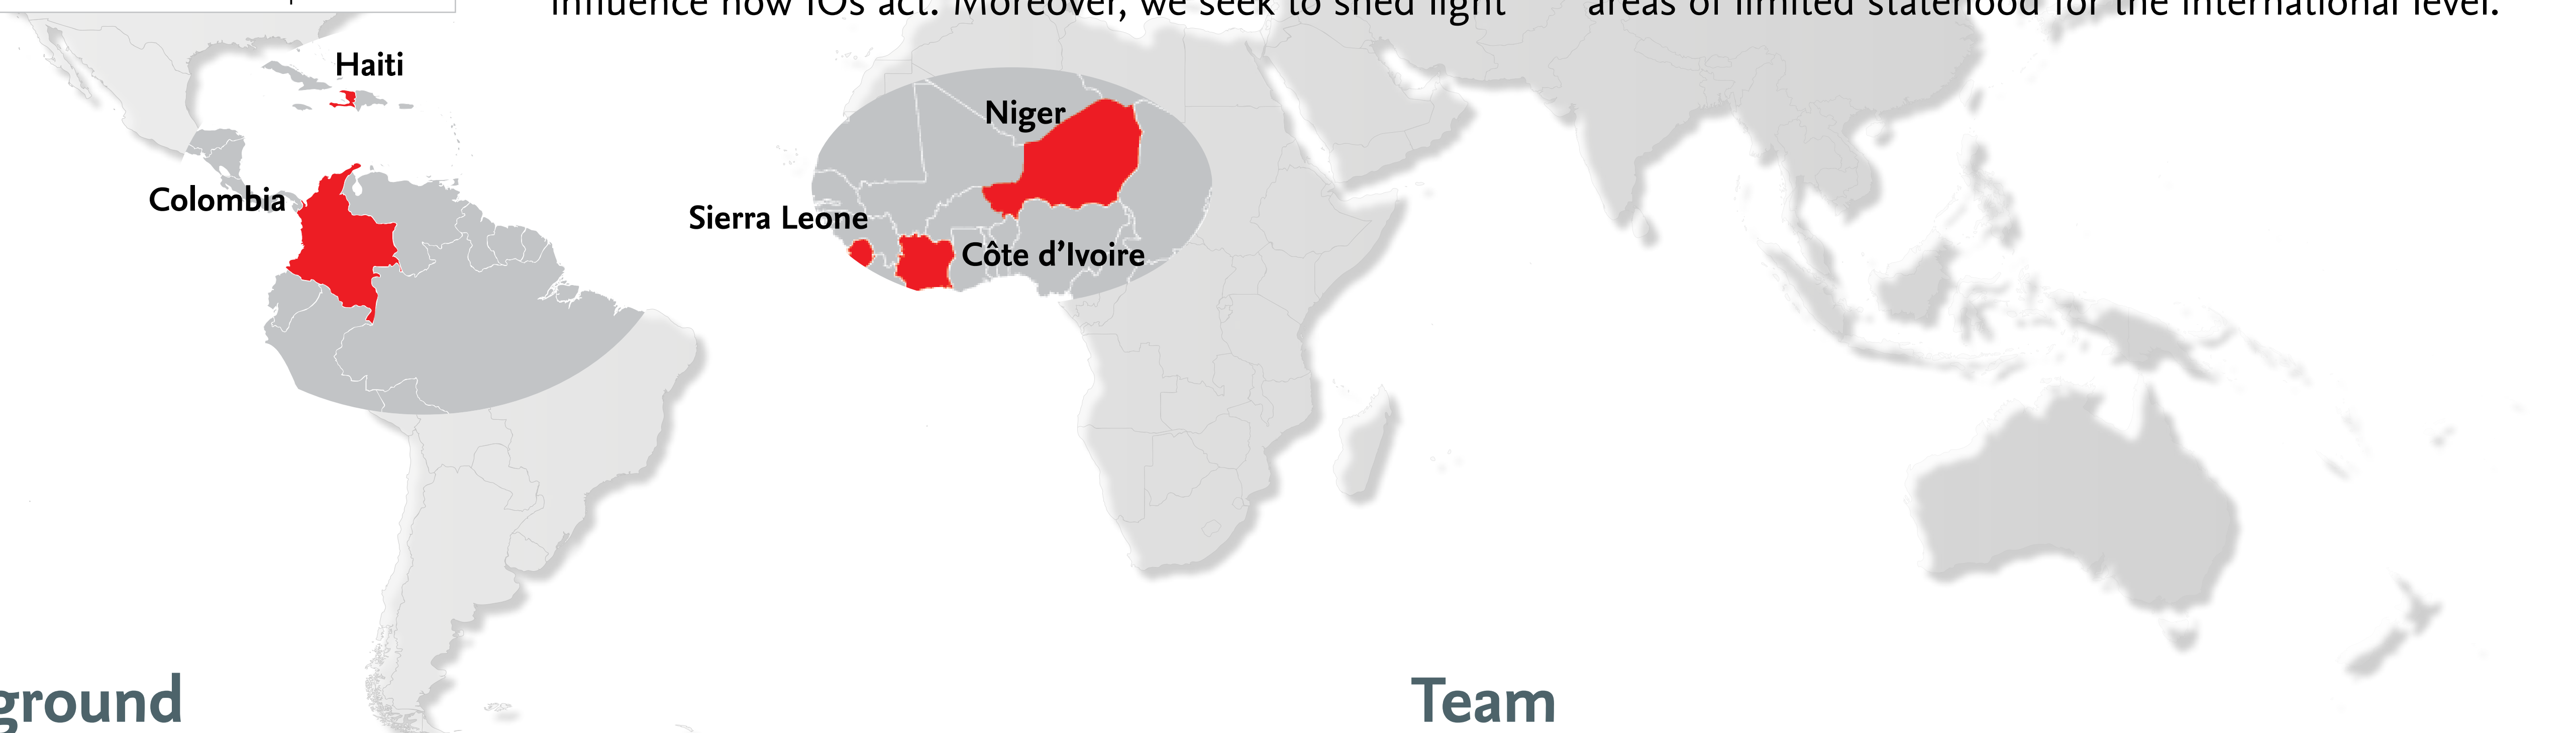 influence how IOs act. Moreover, we seek to shed light
areas of limited statehood for the international level.
Haiti
Niger
Colombia
Sierra Leone
Côte d’Ivoire
ground
Team